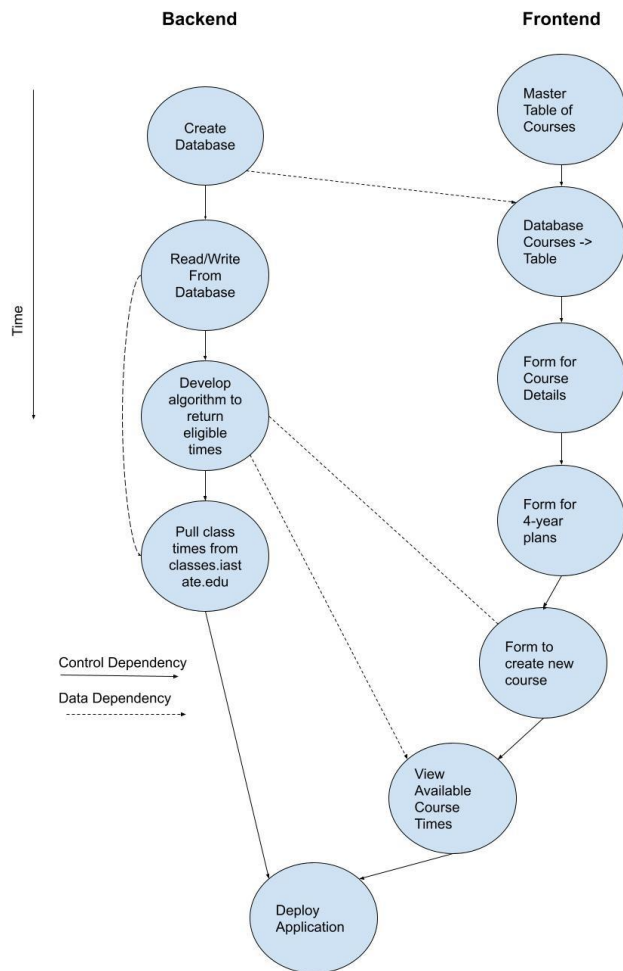 Backend
Frontend
Time
Create
Database
Master
Table of
Courses
Read/Write
From
Database
Database
Courses ->
Table
Develop
algorithm to
return
eligible
times
Form for
Course
Details
Pull class
times from
classes.iast
ate.edu
Form for
4-year
plans
Control Dependency
Data Dependency
Form to
create new
course
View
Available
Course
Times
Deploy
Application